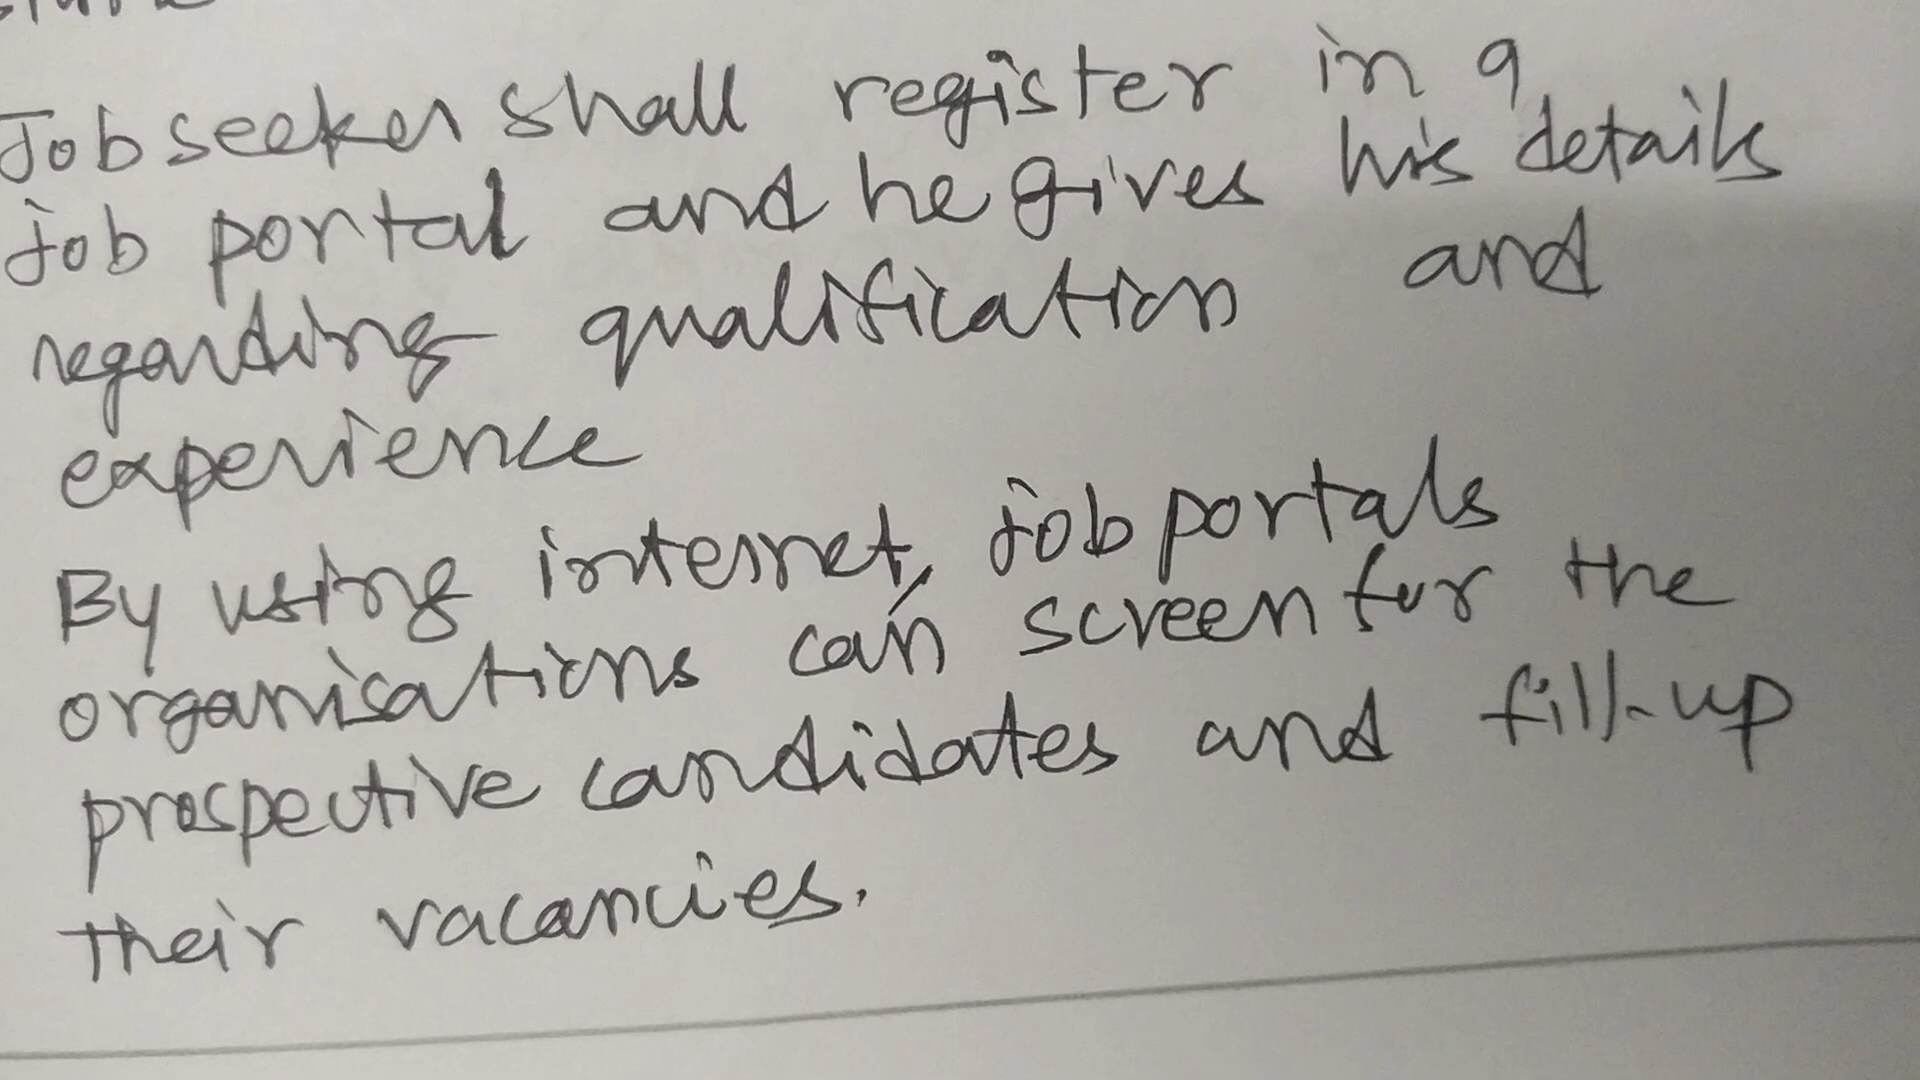 Job seeker shall register in a
job portal and he gives his details
regarding qualification and
experience
By using internet, job portals
organisations can screen for the
prospective candidates and fill-up
their vacancies.